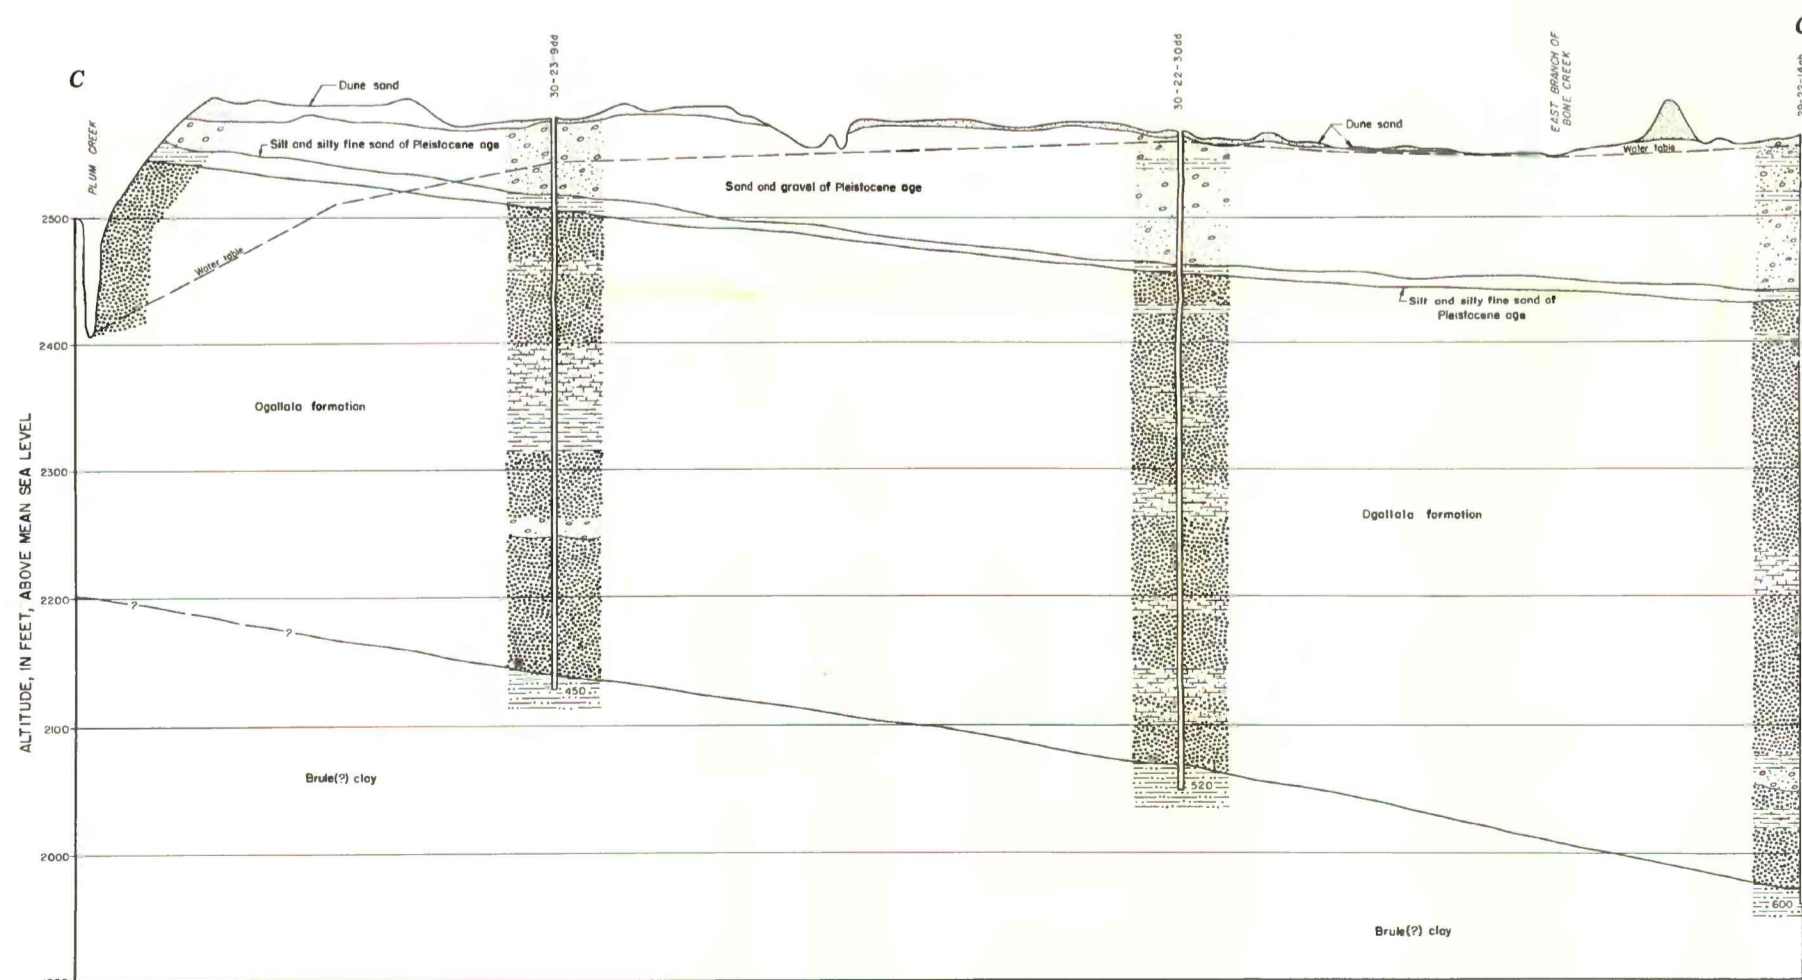 C
PLUM CREEK
30-23-9dd
30-22-30dd
EAST BRANCH OF
BONE CREEK
Dune sand
Dune sand
Silt and silty fine sand of Pleistocene age
Water table
Sand and gravel of Pleistocene age
2500
Water table
Silt and silty fine sand of
Pleistocene age
2400
Ogallala formation
ALTITUDE, IN FEET, ABOVE MEAN SEA LEVEL
2300
Ogallala formation
2200
?
?
450
2100
Brule(?) clay
520
2000
600
Brule(?) clay